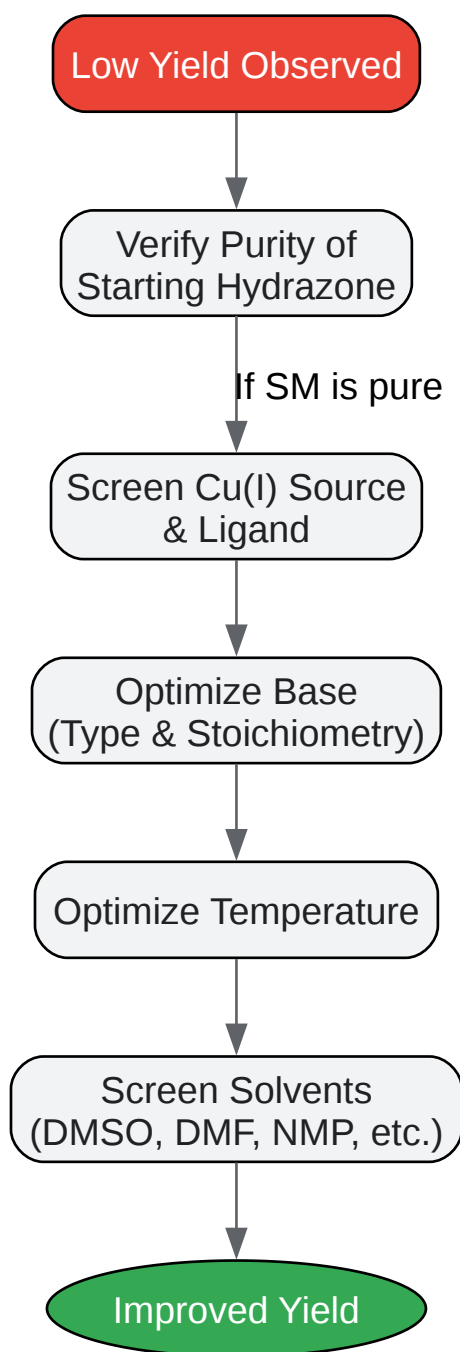 Low Yield Observed
Verify Purity of
Starting Hydrazone
If SM is pure
Screen Cu(I) Source
& Ligand
Optimize Base
(Type & Stoichiometry)
Optimize Temperature
Screen Solvents
(DMSO, DMF, NMP, etc.)
Improved Yield